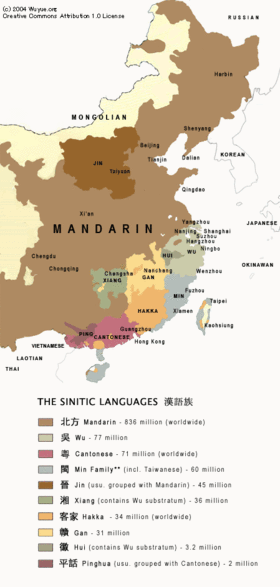 (c) 2004 Wuyue.org
Creative Commons Attribution 1.0 License
RUSSIAN
Harbin
MONGOLIAN
Shenyang
Beijing
JIN
Tianjin
Dalian
KOREAN
Taiyuan
Qingdao
Xi'an
JAPANESE
Yangzhou
MANDARIN
Nanjing
Shanghai
Suzhou
Hangzhou
Ningbo
Chengdu
WU
HUI
Chongqing
Changsha
Nanchang
Wenzhou
XIANG
GAN
OKINAWAN
MIN
Fuzhou
HAKKA
Taipei
Xiamen
Guangzhou
Kaohsiung
PING
CANTONESE
VIETNAMESE
Hong Kong
LAOTIAN
THAI
THE SINITIC LANGUAGES 漢語族
北方 Mandarin - 836 million (worldwide)
吳 Wu - 77 million
粵 Cantonese - 71 million (worldwide)
閩 Min Family** (incl. Taiwanese) - 60 million
晉 Jin (usu. grouped with Mandarin) - 45 million
湘 Xiang (contains Wu substratum) - 36 million
客家 Hakka - 34 million (worldwide)
贛 Gan - 31 million
徽 Hui (contains Wu substratum) - 3.2 million
平話 Pinghua (usu. grouped with Cantonese) - 2 million